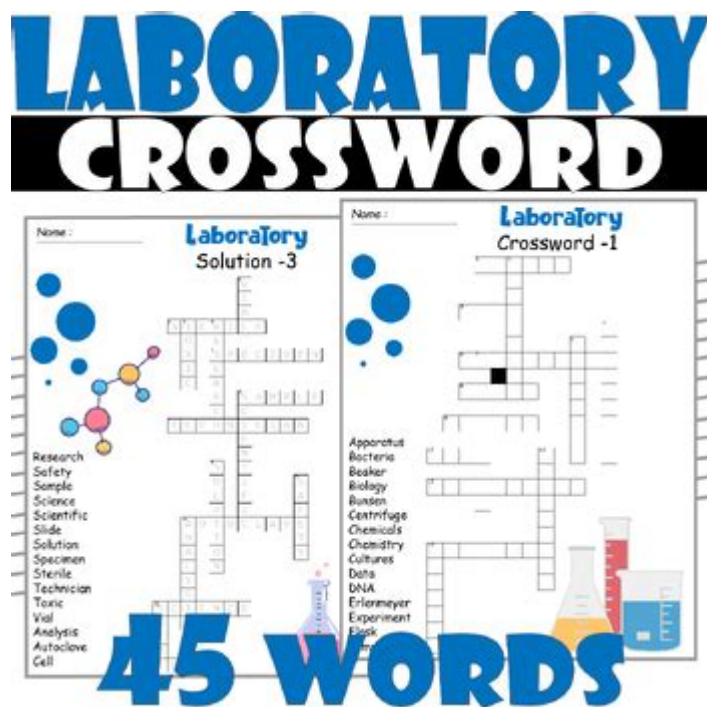 LABORATORY
CROSSWORD
Name :
Laboratory
Solution -3
Research
Safety
Sample
Science
Scientific
Slide
Solution
Specimen
Sterile
Technician
Toxic
Vial
Analysis
Autoclave
Cell
Name :
Laboratory
Crossword -1
Apparatus
Bacteria
Beaker
Biology
Bunsen
Centrifuge
Chemicals
Chemistry
Cultures
Data
DNA
Erlenmeyer
Experiment
Flask
45 WORDS